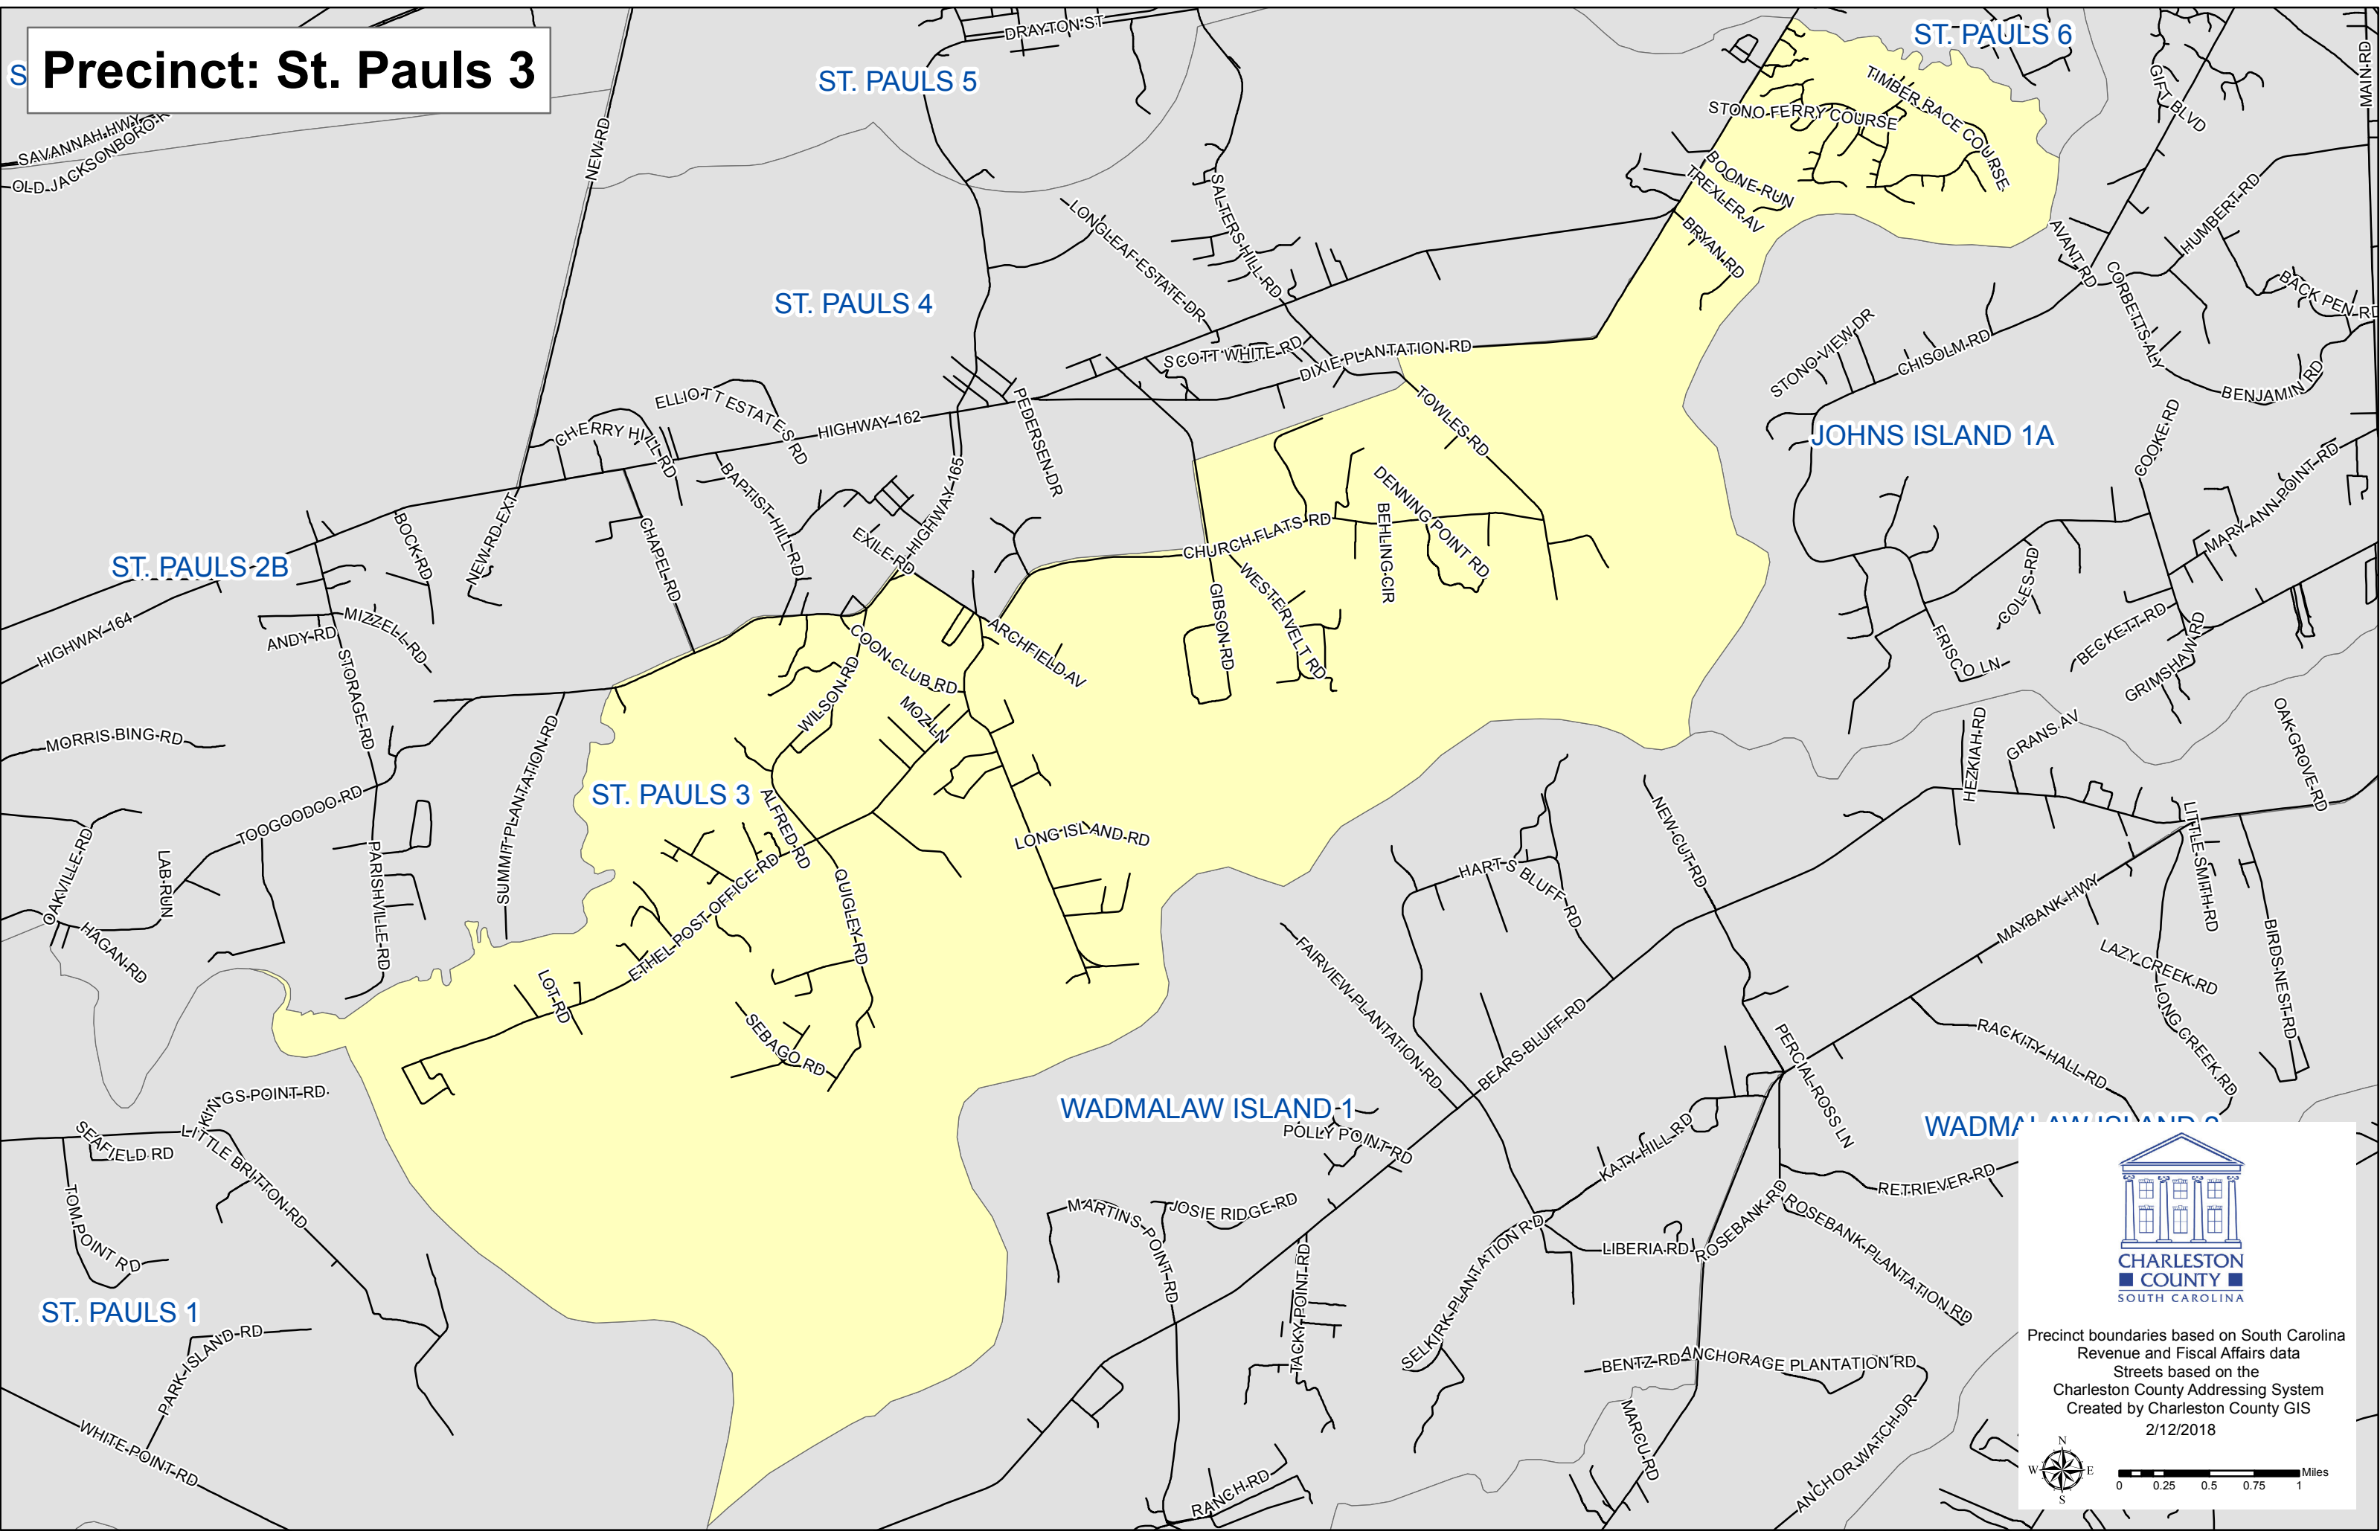 Precinct: St. Pauls 3
ST. PAULS 5
ST. PAULS 6
ST. PAULS 4
ST. PAULS 2B
JOHNS ISLAND 1A
ST. PAULS 3
WADMALAW ISLAND 1
ST. PAULS 1
DRAYTON ST
SAVANNAH HWY
NEW RD
SALTERS HILL RD
LONGLEAF ESTATE DR
STONO FERRY COURSE
TIMBER RACE COURSE
BOONE RUN
TREXLER AV
BRYAN RD
GIFT BLVD
MAIN RD
HUMBERT RD
AVANT RD
CORBETTS ALY
BACK PEN RD
BENJAMIN RD
STONO VIEW DR
CHISOLM RD
SCOTT WHITE RD
DIXIE PLANTATION RD
TOWLES RD
ELLIOTT ESTATES RD
CHERRY HILL RD
HIGHWAY 162
PEDERSEN DR
HIGHWAY 165
BAPTIST HILL RD
EXILE RD
CHAPEL RD
NEW RD EXT
BOCK RD
HIGHWAY 164
ANDY RD
MIZZELL RD
STORAGE RD
MORRIS BING RD
TOOGOODOO RD
SUMMIT PLANTATION RD
PARISHVILLE RD
OAKVILLE RD
LAB RUN
HAGAN RD
CHURCH FLATS RD
DENNING POINT RD
BEHLING CIR
GIBSON RD
WESTERVELT RD
ARCHFIELD AV
COON CLUB RD
WILSON RD
MOZ LN
ALFRED RD
LONG ISLAND RD
QUIGLEY RD
ETHEL POST OFFICE RD
LOT RD
SEBAGO RD
COOKE RD
MARY ANN POINT RD
COLES RD
BECKETT RD
FRISCO LN
GRIMSHAW RD
HEZKIAH RD
GRANS AV
OAK GROVE RD
LITTLE SMITH RD
NEW CUT RD
HART S BLUFF RD
FAIRVIEW PLANTATION RD
BEARS BLUFF RD
MAYBANK HWY
LAZY CREEK RD
BIRDS NEST RD
LONG CREEK RD
RACKITY HALL RD
PERCIAL ROSS LN
KINGS POINT RD
SEAFIELD RD
LITTLE BRITTON RD
TOM POINT RD
PARK ISLAND RD
WHITE POINT RD
POLLY POINT RD
KATY HILL RD
MARTINS POINT RD
JOSIE RIDGE RD
TACKY POINT RD
SELKIRK PLANTATION RD
LIBERIA RD
ROSEBANK RD
ROSEBANK PLANTATION RD
RETRIEVER RD
BENTZ RD
ANCHORAGE PLANTATION RD
MARCU RD
ANCHOR WATCH DR
RANCH RD
CHARLESTON
COUNTY
SOUTH CAROLINA
Precinct boundaries based on South Carolina
Revenue and Fiscal Affairs data
Streets based on the
Charleston County Addressing System
Created by Charleston County GIS
2/12/2018
N
W E
S
Miles
0 0.25 0.5 0.75 1